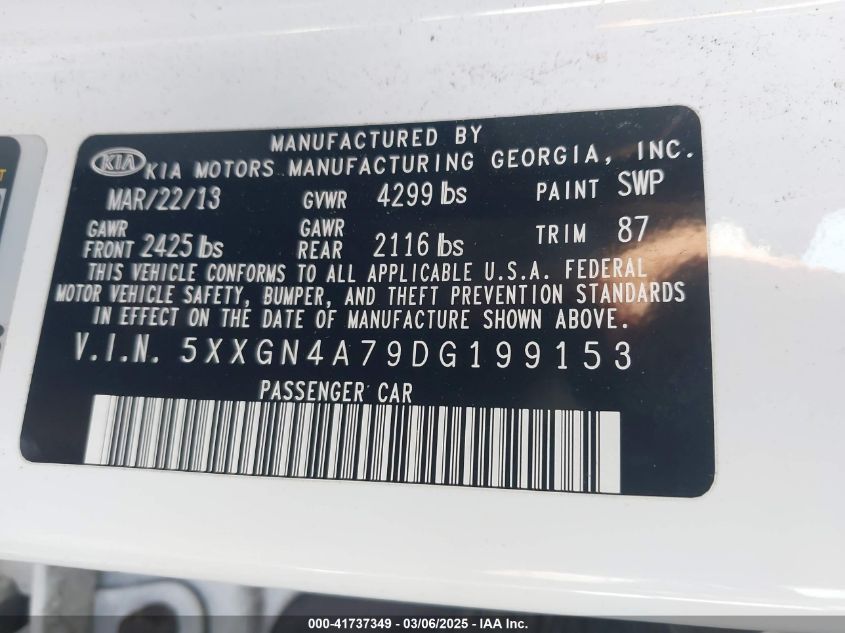 MANUFACTURED BY
KIA KIA MOTORS MANUFACTURING GEORGIA, INC.
MAR/22/13 GVWR 4299 lbs PAINT SWP
GAWR FRONT 2425 lbs GAWR REAR 2116 lbs TRIM 87
THIS VEHICLE CONFORMS TO ALL APPLICABLE U.S.A. FEDERAL
MOTOR VEHICLE SAFETY, BUMPER, AND THEFT PREVENTION STANDARDS
IN EFFECT ON THE DATE OF MANUFACTURE SHOWN ABOVE.
V.I.N. 5XXGN4A79DG199153
PASSENGER CAR
000-41737349 - 03/06/2025 - IAA Inc.